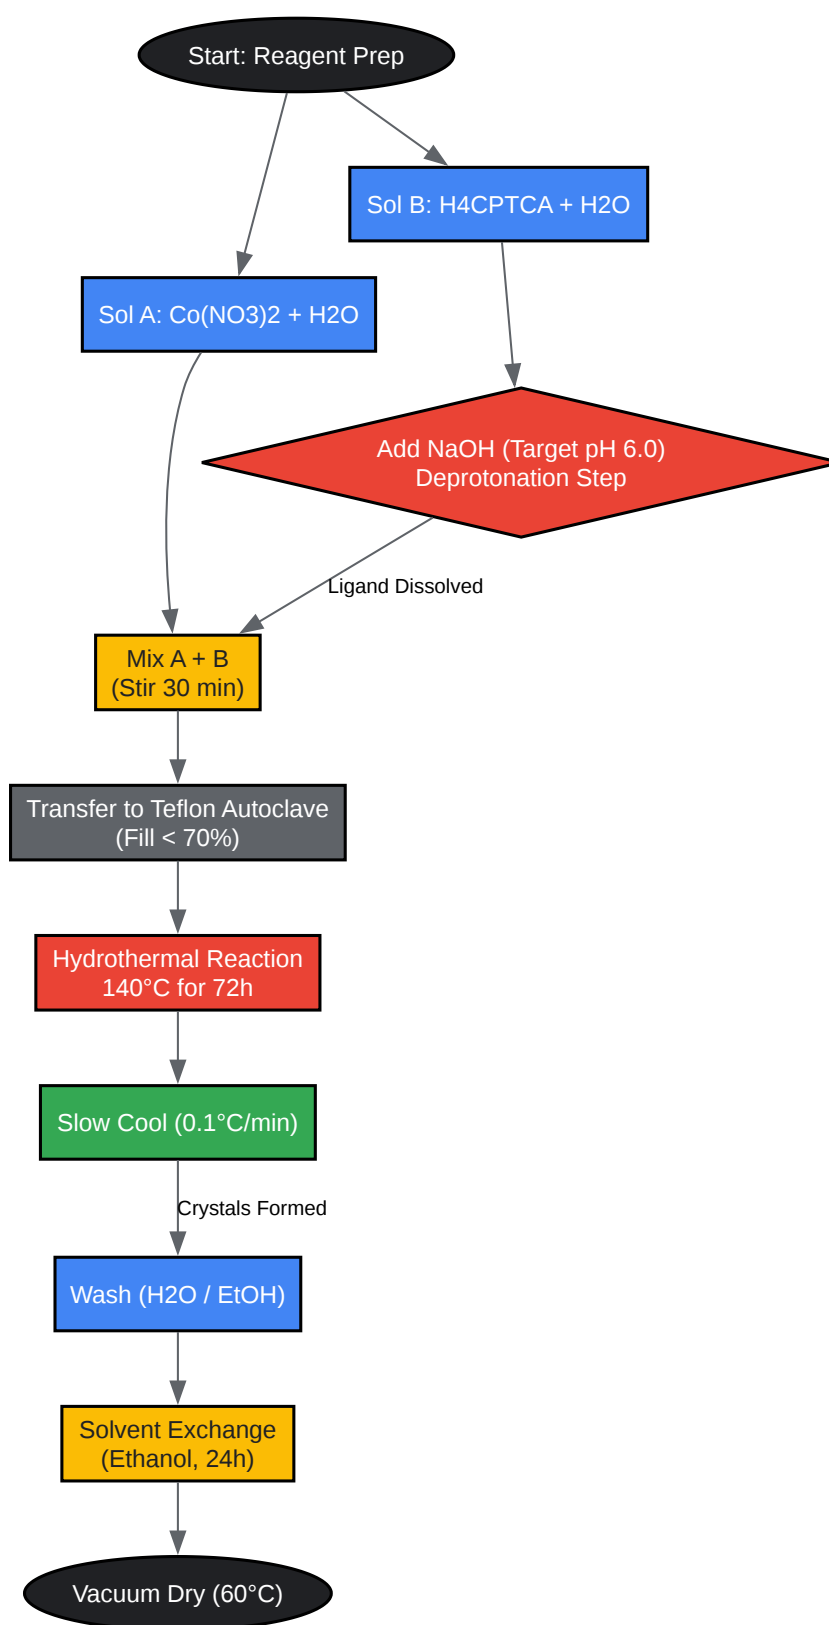 Start: Reagent Prep
Sol B: H4CPTCA + H2O
Sol A: Co(NO3)2 + H2O
Add NaOH (Target pH 6.0)
Deprotonation Step
Ligand Dissolved
Mix A + B
(Stir 30 min)
Transfer to Teflon Autoclave
(Fill < 70%)
Hydrothermal Reaction
140°C for 72h
Slow Cool (0.1°C/min)
Crystals Formed
Wash (H2O / EtOH)
Solvent Exchange
(Ethanol, 24h)
Vacuum Dry (60°C)